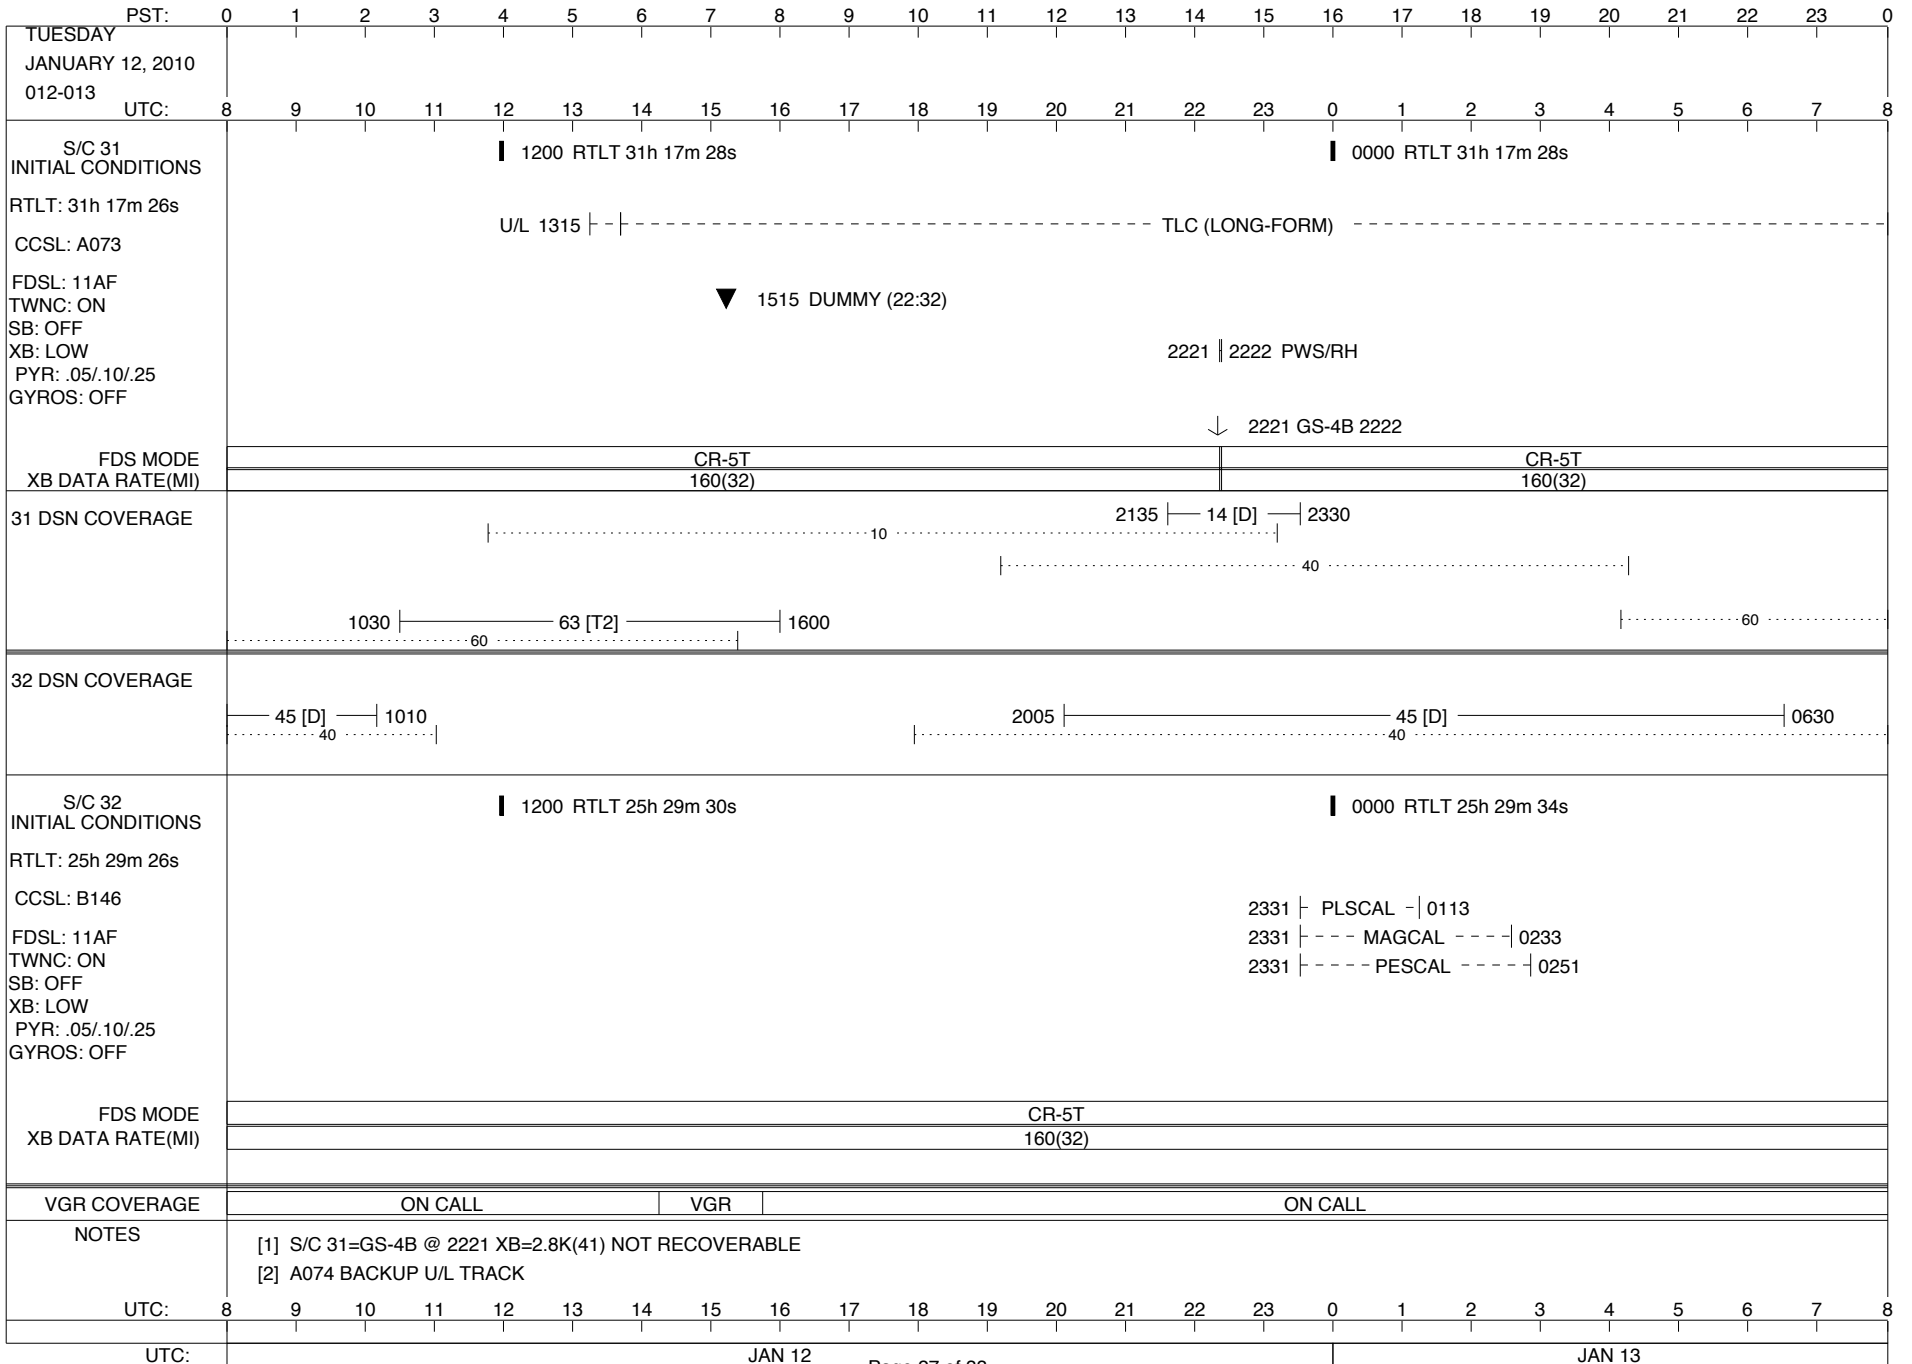 PST: 0 1 2 3 4 5 6 7 8 9 10 11 12 13 14 15 16 17 18 19 20 21 22 23 0
TUESDAY
JANUARY 12, 2010
012-013
UTC: 8 9 10 11 12 13 14 15 16 17 18 19 20 21 22 23 0 1 2 3 4 5 6 7 8
S/C 31
INITIAL CONDITIONS
1200 RTLT 31h 17m 28s
0000 RTLT 31h 17m 28s
RTLT: 31h 17m 26s
U/L 1315
TLC (LONG-FORM)
CCSL: A073
FDSL: 11AF
TWNC: ON
1515 DUMMY (22:32)
SB: OFF
XB: LOW
2221 2222 PWS/RH
PYR: .05/.10/.25
GYROS: OFF
2221 GS-4B 2222
FDS MODE CR-5T CR-5T
XB DATA RATE(MI) 160(32) 160(32)
31 DSN COVERAGE
2135 14 [D] 2330
10
40
1030 63 [T2] 1600
60
60
32 DSN COVERAGE
45 [D] 1010
2005 45 [D] 0630
40
40
S/C 32
INITIAL CONDITIONS
1200 RTLT 25h 29m 30s
0000 RTLT 25h 29m 34s
RTLT: 25h 29m 26s
CCSL: B146
2331 PLSCAL 0113
FDSL: 11AF
2331 MAGCAL 0233
TWNC: ON
2331 PESCAL 0251
SB: OFF
XB: LOW
PYR: .05/.10/.25
GYROS: OFF
FDS MODE CR-5T
XB DATA RATE(MI) 160(32)
VGR COVERAGE ON CALL VGR ON CALL
NOTES
[1] S/C 31=GS-4B @ 2221 XB=2.8K(41) NOT RECOVERABLE
[2] A074 BACKUP U/L TRACK
UTC: 8 9 10 11 12 13 14 15 16 17 18 19 20 21 22 23 0 1 2 3 4 5 6 7 8
UTC: JAN 12 JAN 13